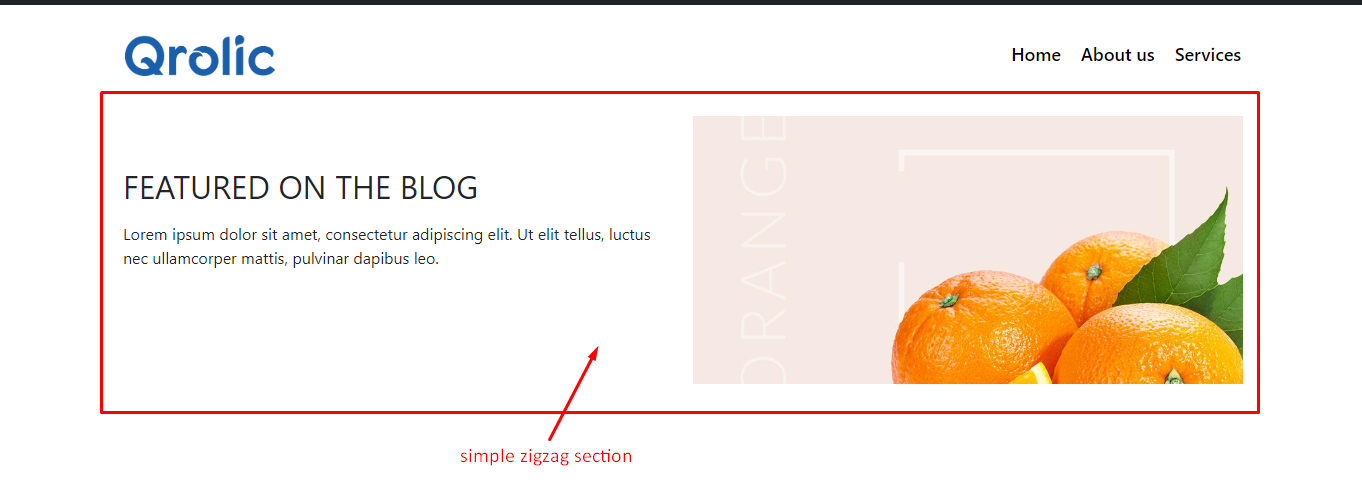 Qrolic
Home About us Services
FEATURED ON THE BLOG
Lorem ipsum dolor sit amet, consectetur adipiscing elit. Ut elit tellus, luctus
nec ullamcorper mattis, pulvinar dapibus leo.
ORANGE
simple zigzag section